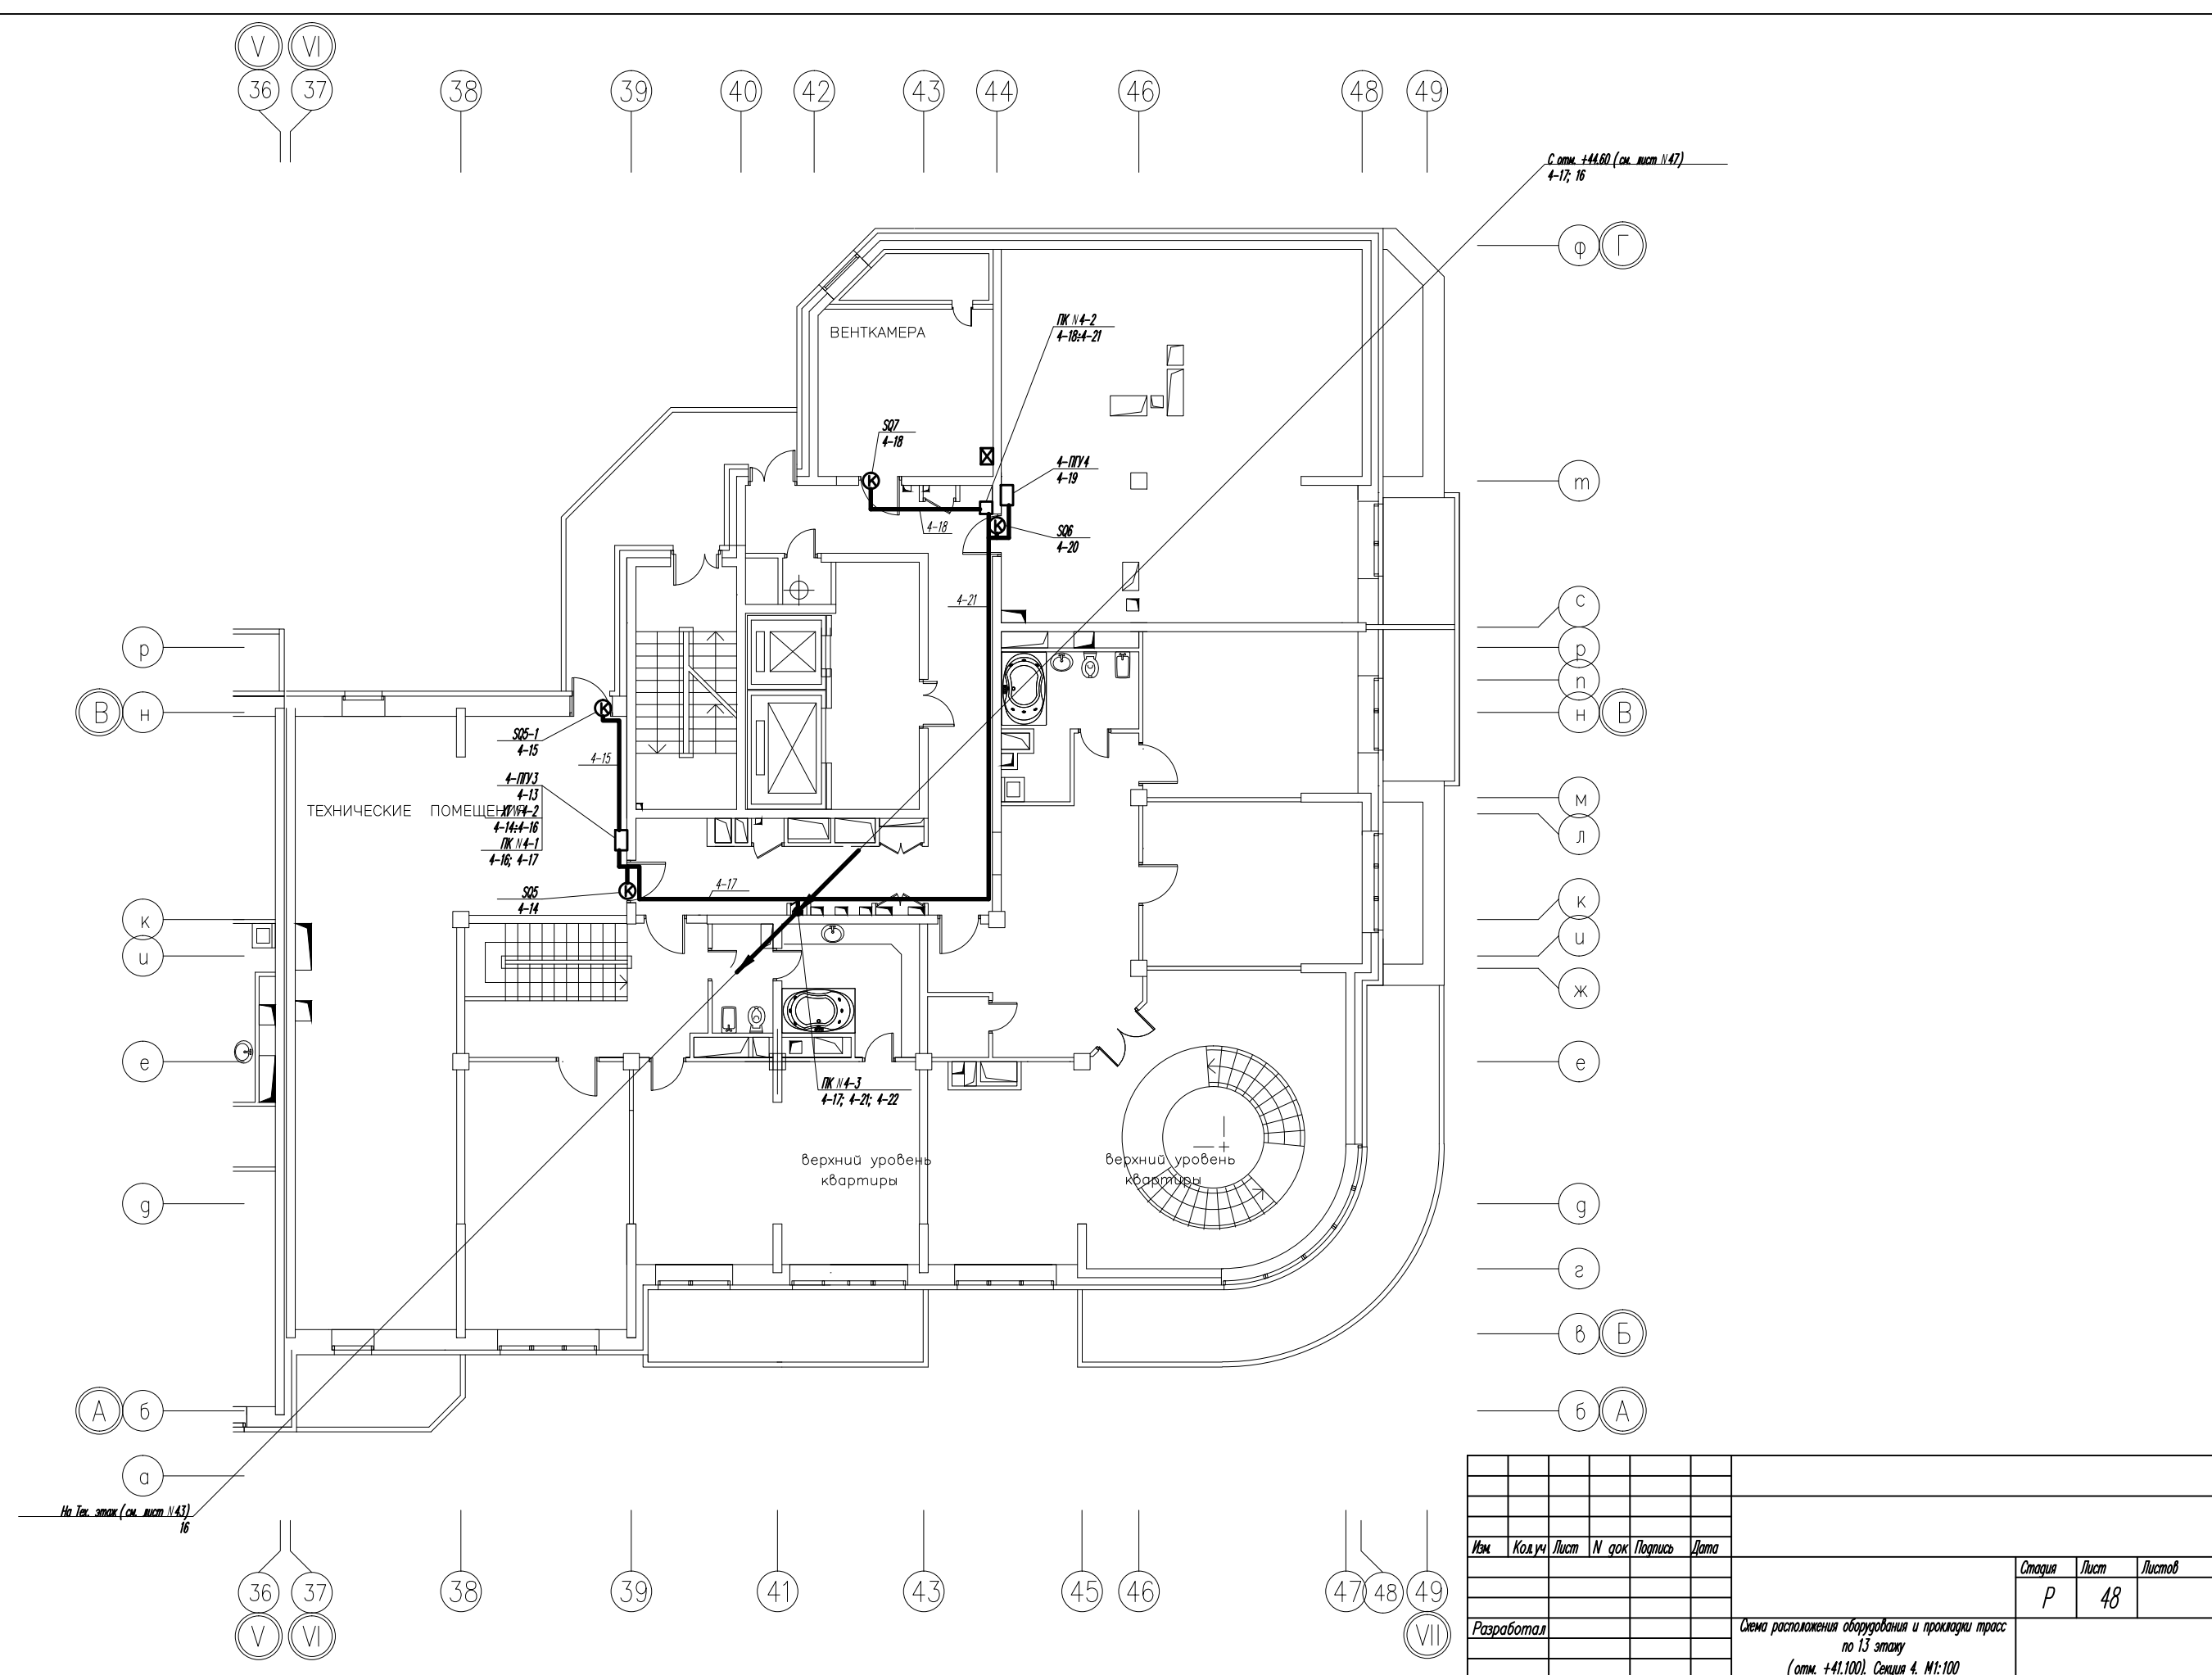 V VI
36 37 38 39 40 42 43 44 46 48 49
С отм. +44.60 (см. лист N47)
4-17; 16
ф Г
ПК N4-2
4-18÷4-21
ВЕНТКАМЕРА
SQ7
4-18
4-ПГУ4
4-19
т
4-18
SQ6
4-20
4-21
с
р р
п
В н н В
SQ5-1
4-15
4-15
4-ПГУ3
4-13
ТЕХНИЧЕСКИЕ ПОМЕЩЕНИЯ
4-14÷4-16
ПК N4-1
4-16; 4-17
м
л
SQ5
4-14
4-17
к к
и и
ж
е е
ПК N4-3
4-17; 4-21; 4-22
верхний уровень
квартиры
верхний уровень
квартиры
д д
г
в Б
А б б А
а
На Тех. этаж (см. лист N43)
16
36 37 38 39 41 43 45 46 47 48 49
V VI VII
Изм. Кол.уч Лист N док Подпись Дата
Стадия Лист Листов
Р 48
Разработал
Схема расположения оборудования и прокладки трасс
по 13 этажу
(отм. +41.100). Секция 4. М1:100